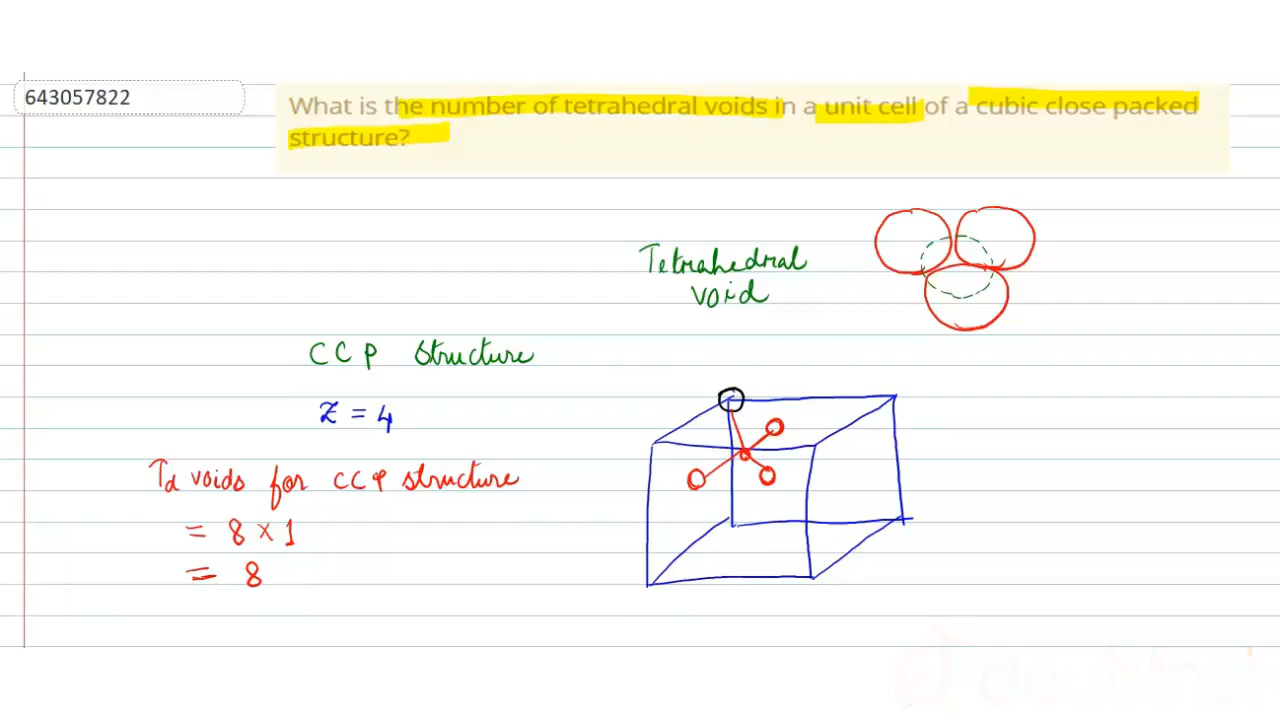 643057822
What is the number of tetrahedral voids in a unit cell of a cubic close packed
structure?
Tetrahedral
void
CCP structure
Z = 4
Td voids for CCP structure
= 8 × 1
= 8